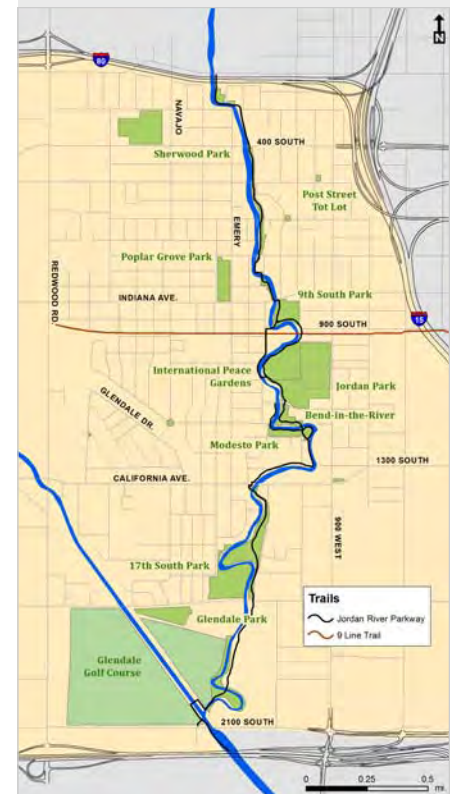 N
80
NAVAJO
400 SOUTH
Sherwood Park
Post Street
Tot Lot
EMERY
Poplar Grove Park
REDWOOD RD.
INDIANA AVE.
9th South Park
15
900 SOUTH
International Peace
Gardens
Jordan Park
GLENDALE DR.
Bend-in-the-River
Modesto Park
1300 SOUTH
CALIFORNIA AVE.
900 WEST
17th South Park
Trails
Jordan River Parkway
9 Line Trail
Glendale Park
Glendale
Golf Course
2100 SOUTH
0 0.25 0.5
mi.